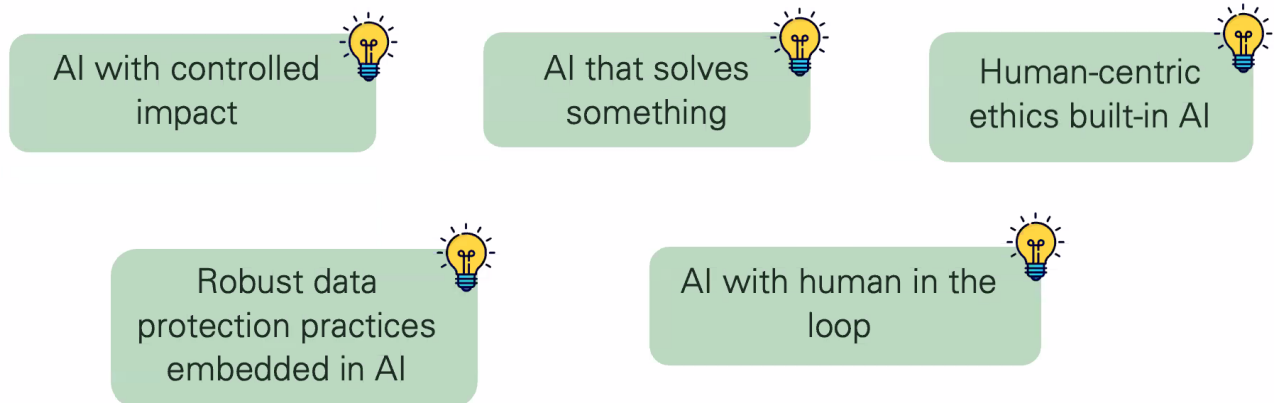 AI with controlled
impact
AI that solves
something
Human-centric
ethics built-in AI
Robust data
protection practices
embedded in AI
AI with human in the
loop